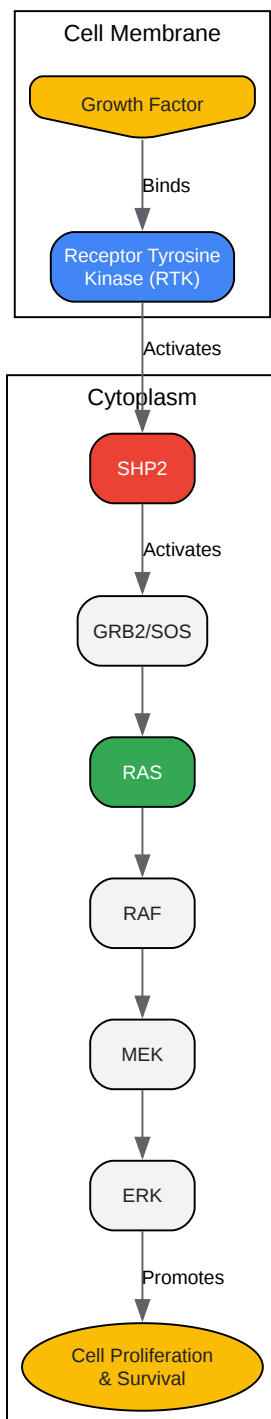 Cell Membrane
Growth Factor
Binds
Receptor Tyrosine
Kinase (RTK)
Activates
Cytoplasm
SHP2
Activates
GRB2/SOS
RAS
RAF
MEK
ERK
Promotes
Cell Proliferation
& Survival